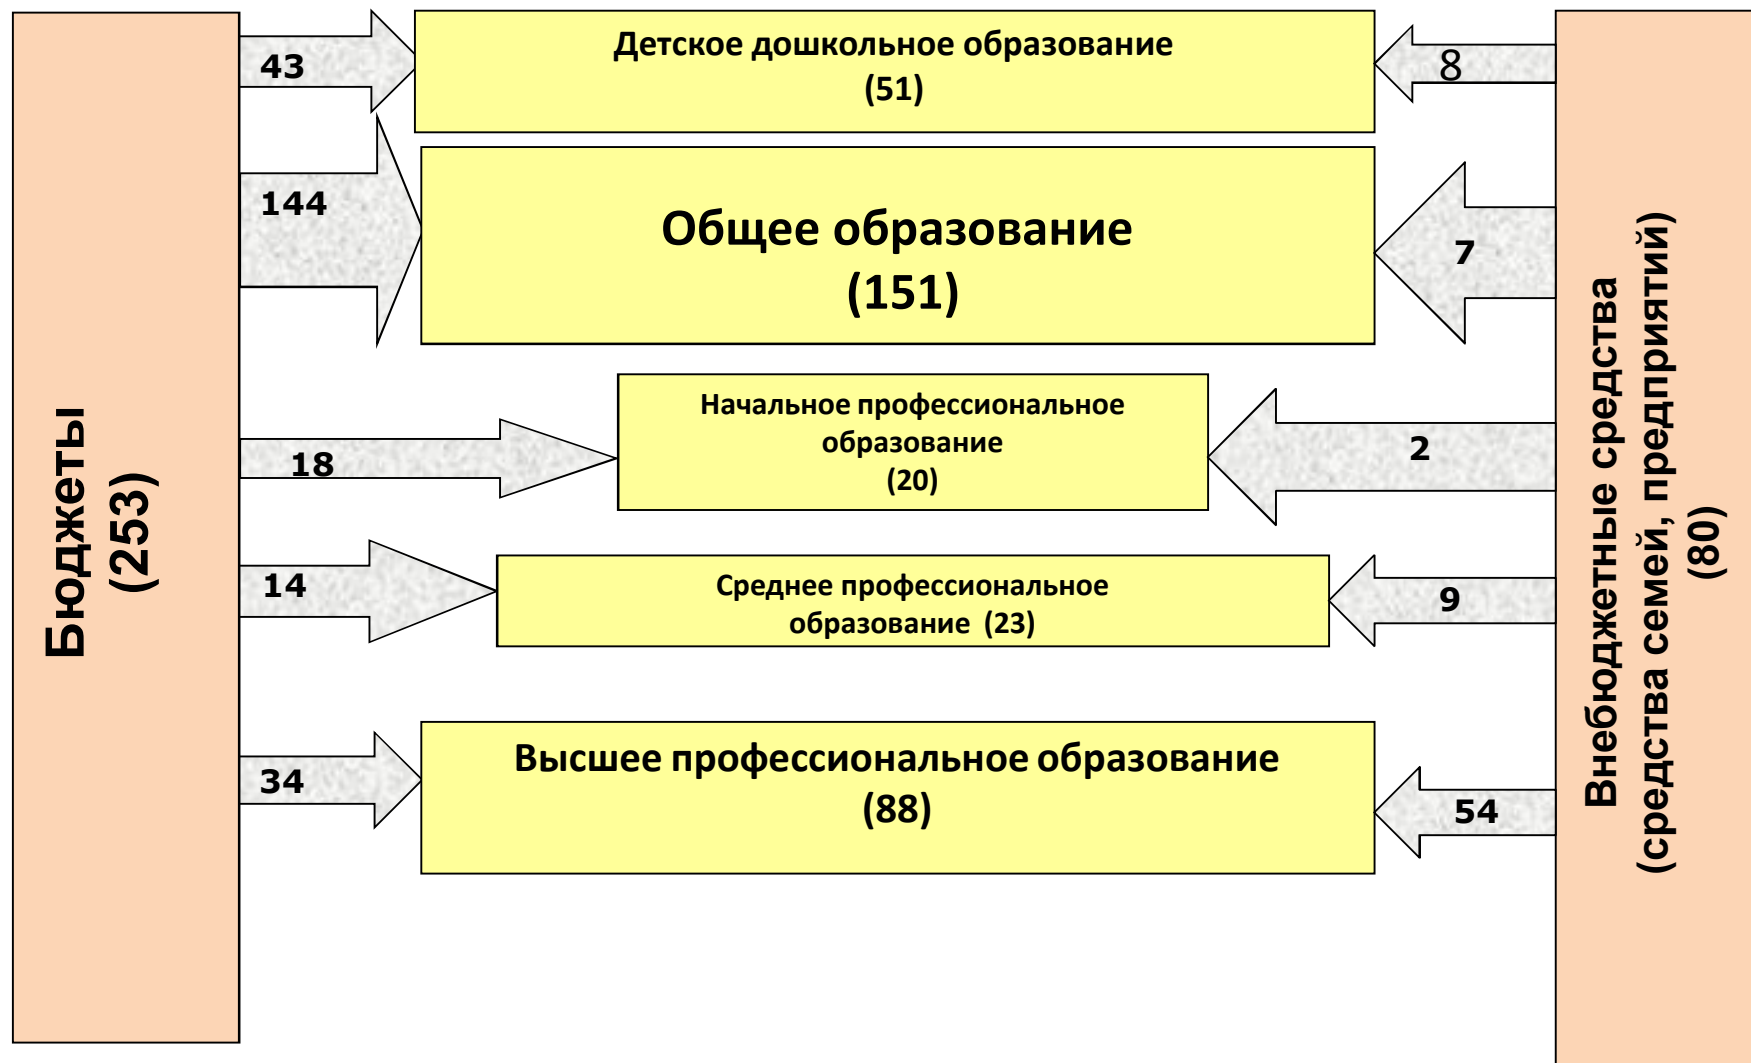 Бюджеты
(253)
43
Детское дошкольное образование
(51)
8
144
Общее образование
(151)
7
18
Начальное профессиональное
образование
(20)
2
14
Среднее профессиональное
образование (23)
9
34
Высшее профессиональное образование
(88)
54
Внебюджетные средства
(средства семей, предприятий)
(80)